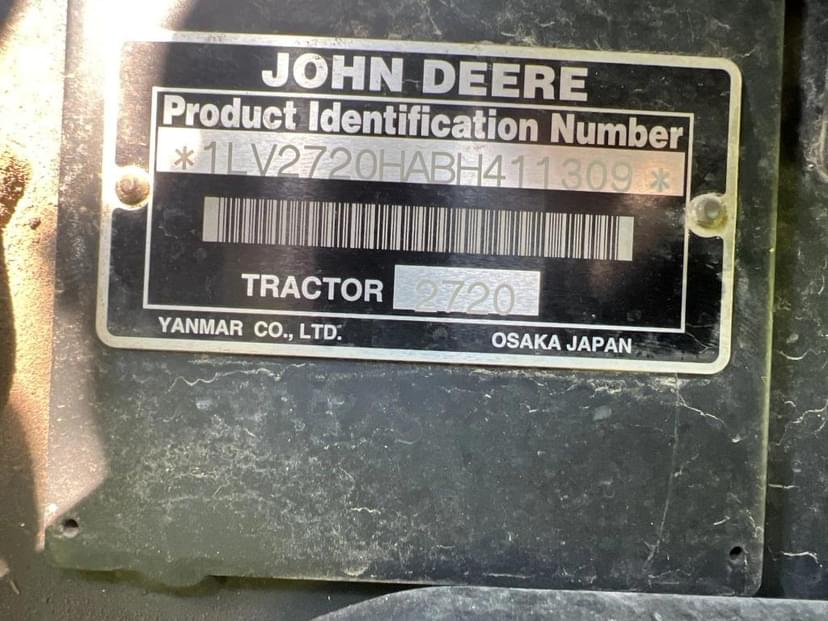 JOHN DEERE
Product Identification Number
*1LV2720HABH411309*
TRACTOR 2720
YANMAR CO., LTD. OSAKA JAPAN